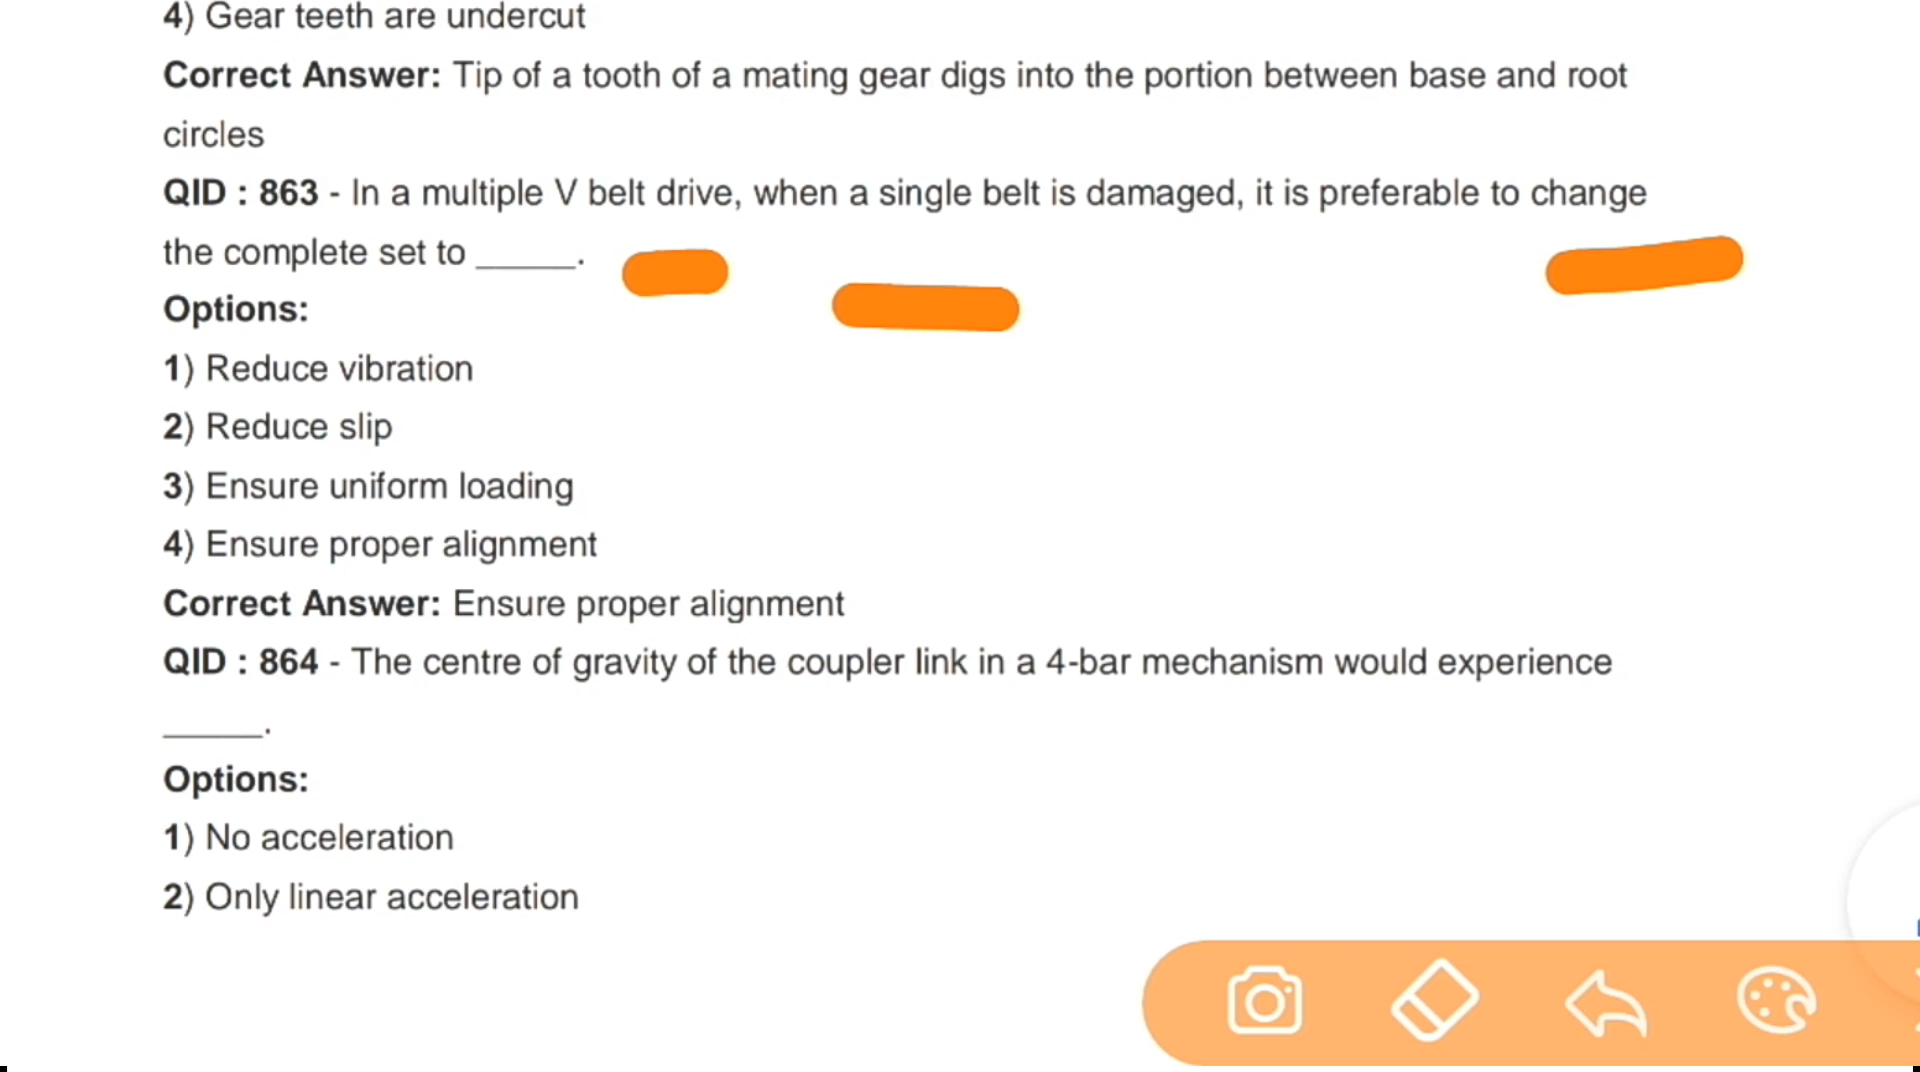 4) Gear teeth are undercut
Correct Answer: Tip of a tooth of a mating gear digs into the portion between base and root
circles
QID : 863 - In a multiple V belt drive, when a single belt is damaged, it is preferable to change
the complete set to ______.
Options:
1) Reduce vibration
2) Reduce slip
3) Ensure uniform loading
4) Ensure proper alignment
Correct Answer: Ensure proper alignment
QID : 864 - The centre of gravity of the coupler link in a 4-bar mechanism would experience
______.
Options:
1) No acceleration
2) Only linear acceleration